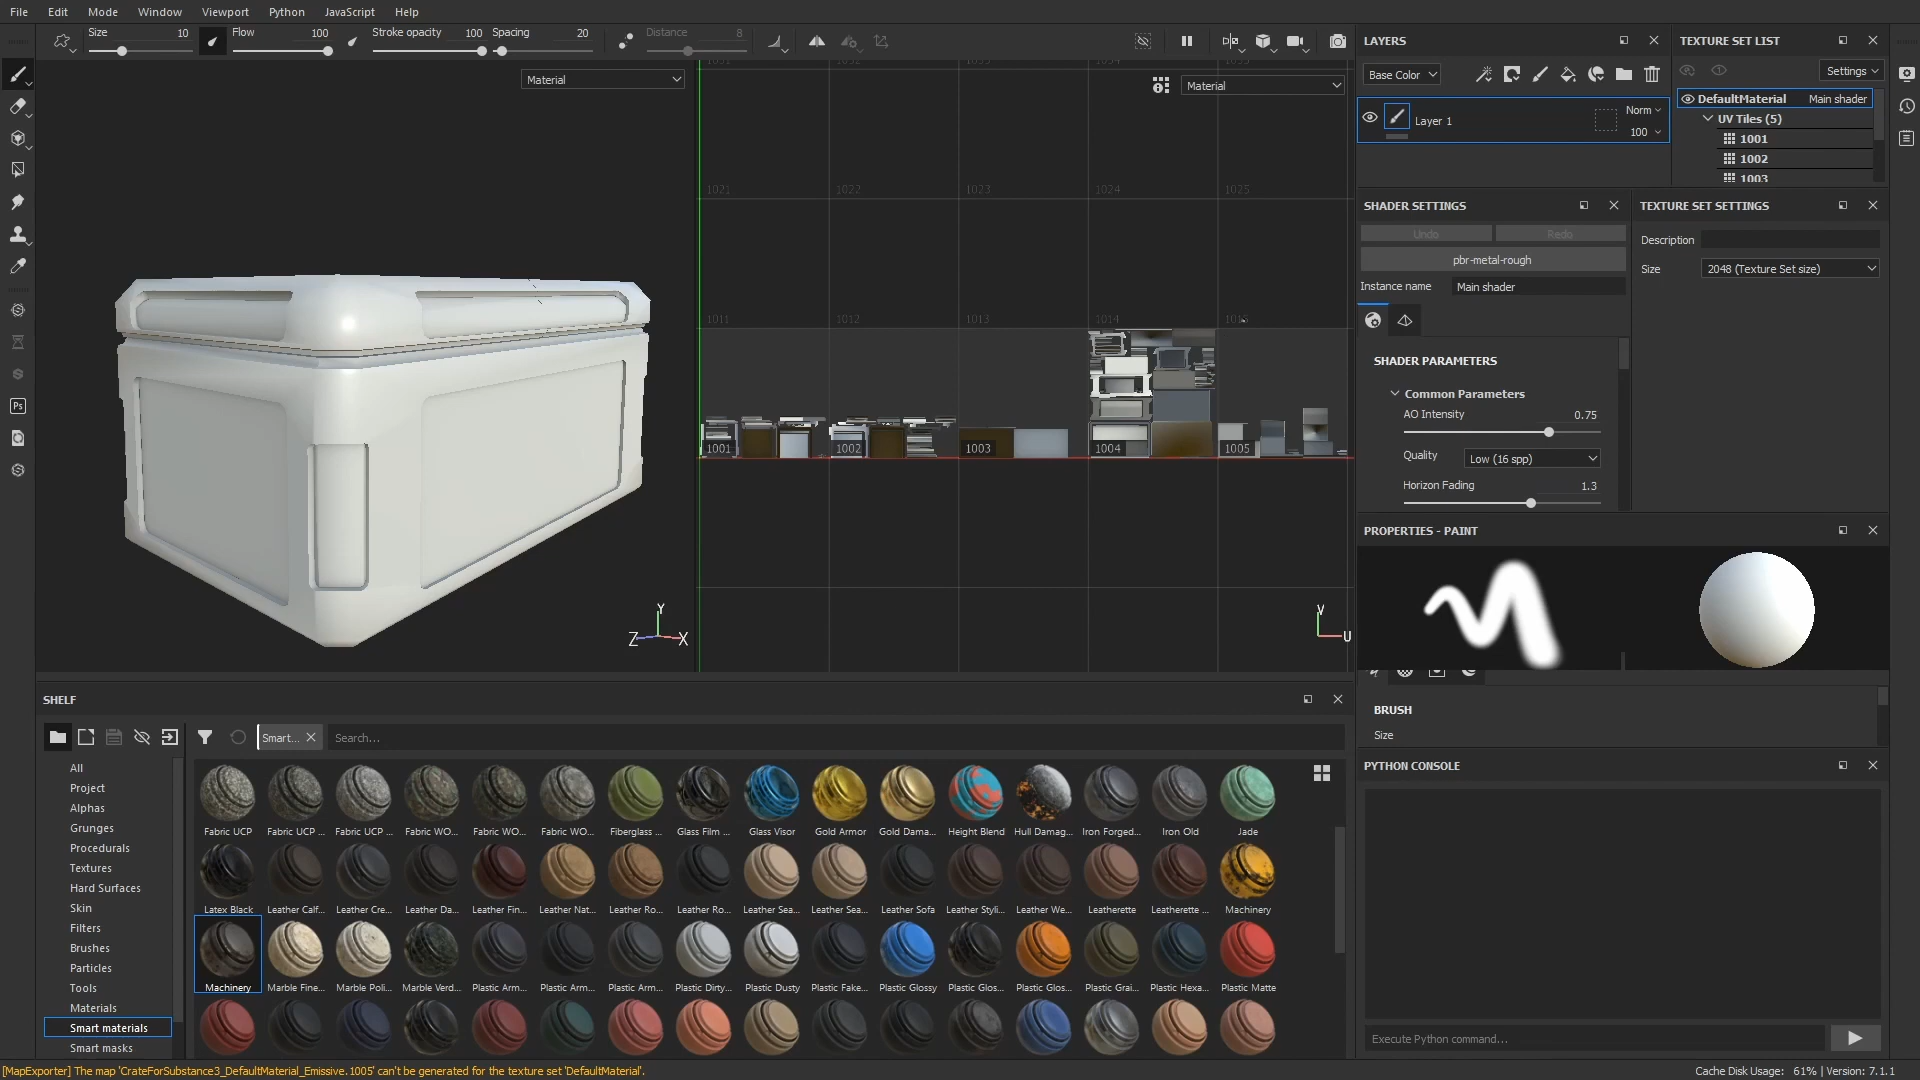 File Edit Mode Window Viewport Python JavaScript Help
Size 10 Flow 100 Stroke opacity 100 Spacing 20 Distance 8
Material
Material
1021 1022 1023 1024 1025
1011 1012 1013 1014
1001 1002 1003 1004 1005
Y
Z X
V
U
LAYERS
Base Color
Layer 1
Norm
100
TEXTURE SET LIST
Settings
DefaultMaterial Main shader
UV Tiles (5)
1001
1002
1003
SHADER SETTINGS
Undo Redo
pbr-metal-rough
Instance name Main shader
SHADER PARAMETERS
Common Parameters
AO Intensity 0.75
Quality Low (16 spp)
Horizon Fading 1.3
TEXTURE SET SETTINGS
Description
Size 2048 (Texture Set size)
PROPERTIES - PAINT
BRUSH
Size
PYTHON CONSOLE
Execute Python command...
SHELF
Smart... Search...
All
Project
Alphas
Grunges
Procedurals
Textures
Hard Surfaces
Skin
Filters
Brushes
Particles
Tools
Materials
Smart materials
Smart masks
Ps
Fabric UCP Fabric UCP ... Fabric UCP ... Fabric WO... Fabric WO... Fabric WO... Fiberglass ... Glass Film ... Glass Visor Gold Armor Gold Dama... Height Blend Hull Damag... Iron Forged... Iron Old Jade
Latex Black Leather Calf... Leather Cre... Leather Da... Leather Fin... Leather Nat... Leather Ro... Leather Ro... Leather Sea... Leather Sea... Leather Sofa Leather Styli... Leather We... Leatherette Leatherette ... Machinery
Machinery Marble Fine... Marble Poli... Marble Verd... Plastic Arm... Plastic Arm... Plastic Arm... Plastic Dirty... Plastic Dusty Plastic Fake... Plastic Glossy Plastic Glos... Plastic Glos... Plastic Grai... Plastic Hexa... Plastic Matte
[MapExporter] The map 'CrateForSubstance3_DefaultMaterial_Emissive.1005' can't be generated for the texture set 'DefaultMaterial'.
Cache Disk Usage: 61% | Version: 7.1.1